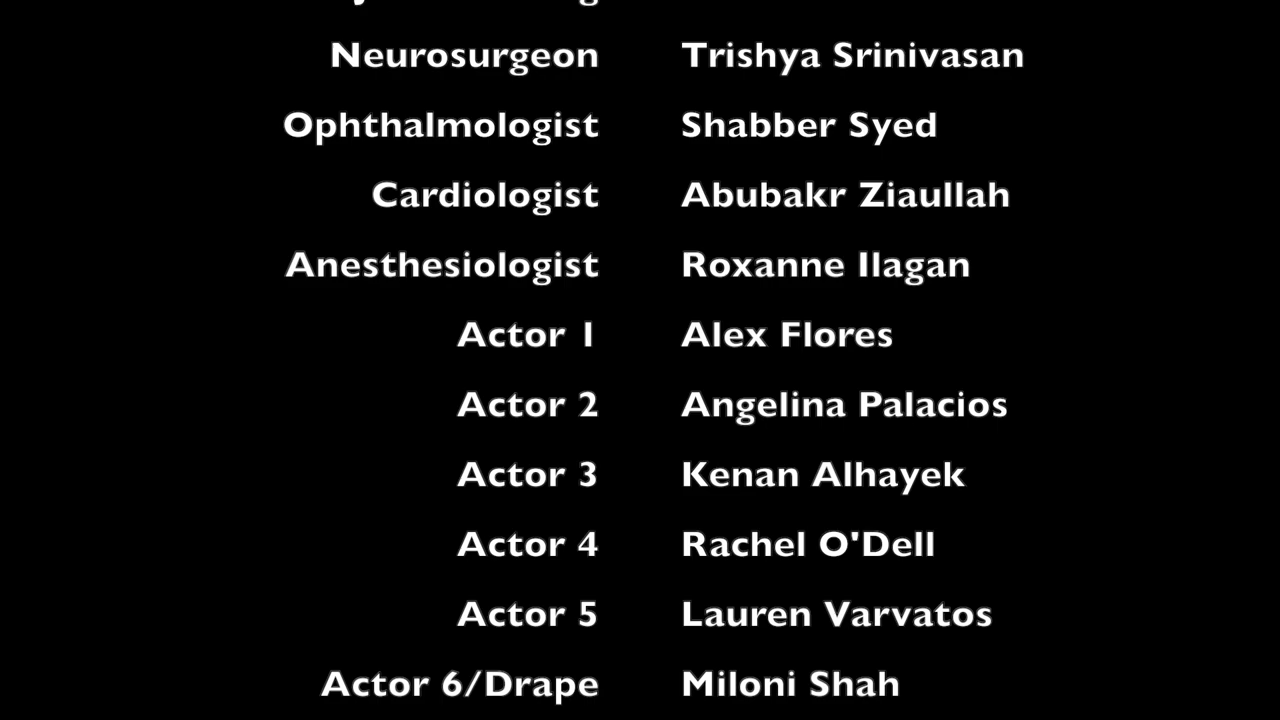 Neurosurgeon Trishya Srinivasan
Ophthalmologist Shabber Syed
Cardiologist Abubakr Ziaullah
Anesthesiologist Roxanne Ilagan
Actor 1 Alex Flores
Actor 2 Angelina Palacios
Actor 3 Kenan Alhayek
Actor 4 Rachel O'Dell
Actor 5 Lauren Varvatos
Actor 6/Drape Miloni Shah